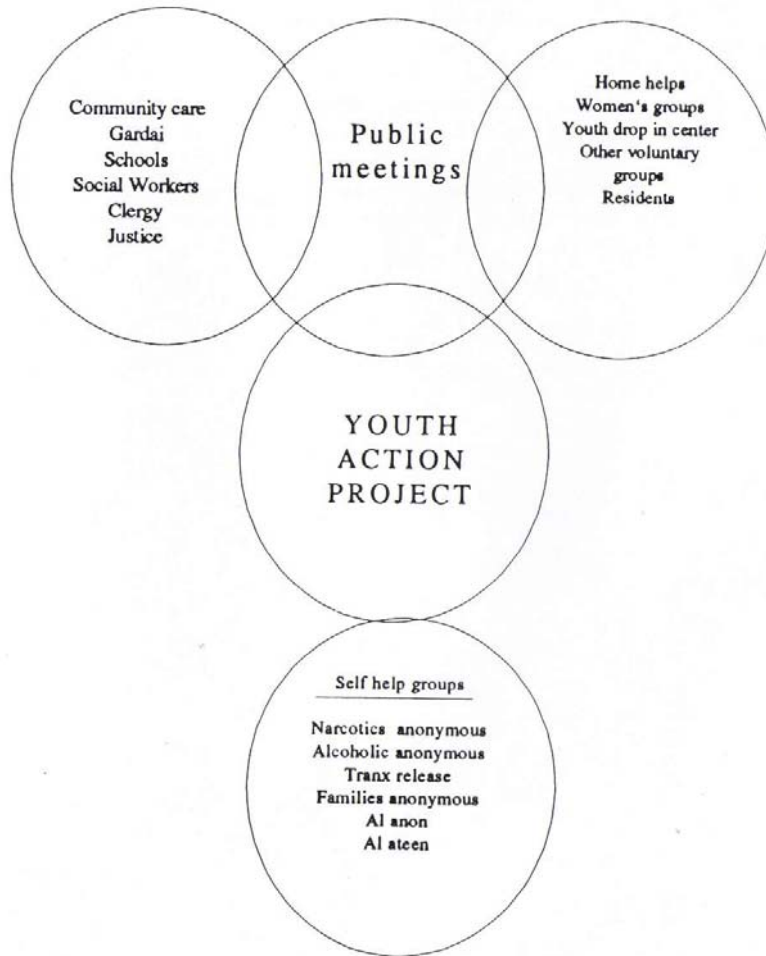 Community care
Gardai
Schools
Social Workers
Clergy
Justice
Public
meetings
Home helps
Women's groups
Youth drop in center
Other voluntary
groups
Residents
YOUTH
ACTION
PROJECT
Self help groups
Narcotics anonymous
Alcoholic anonymous
Tranx release
Families anonymous
Al anon
Al ateen